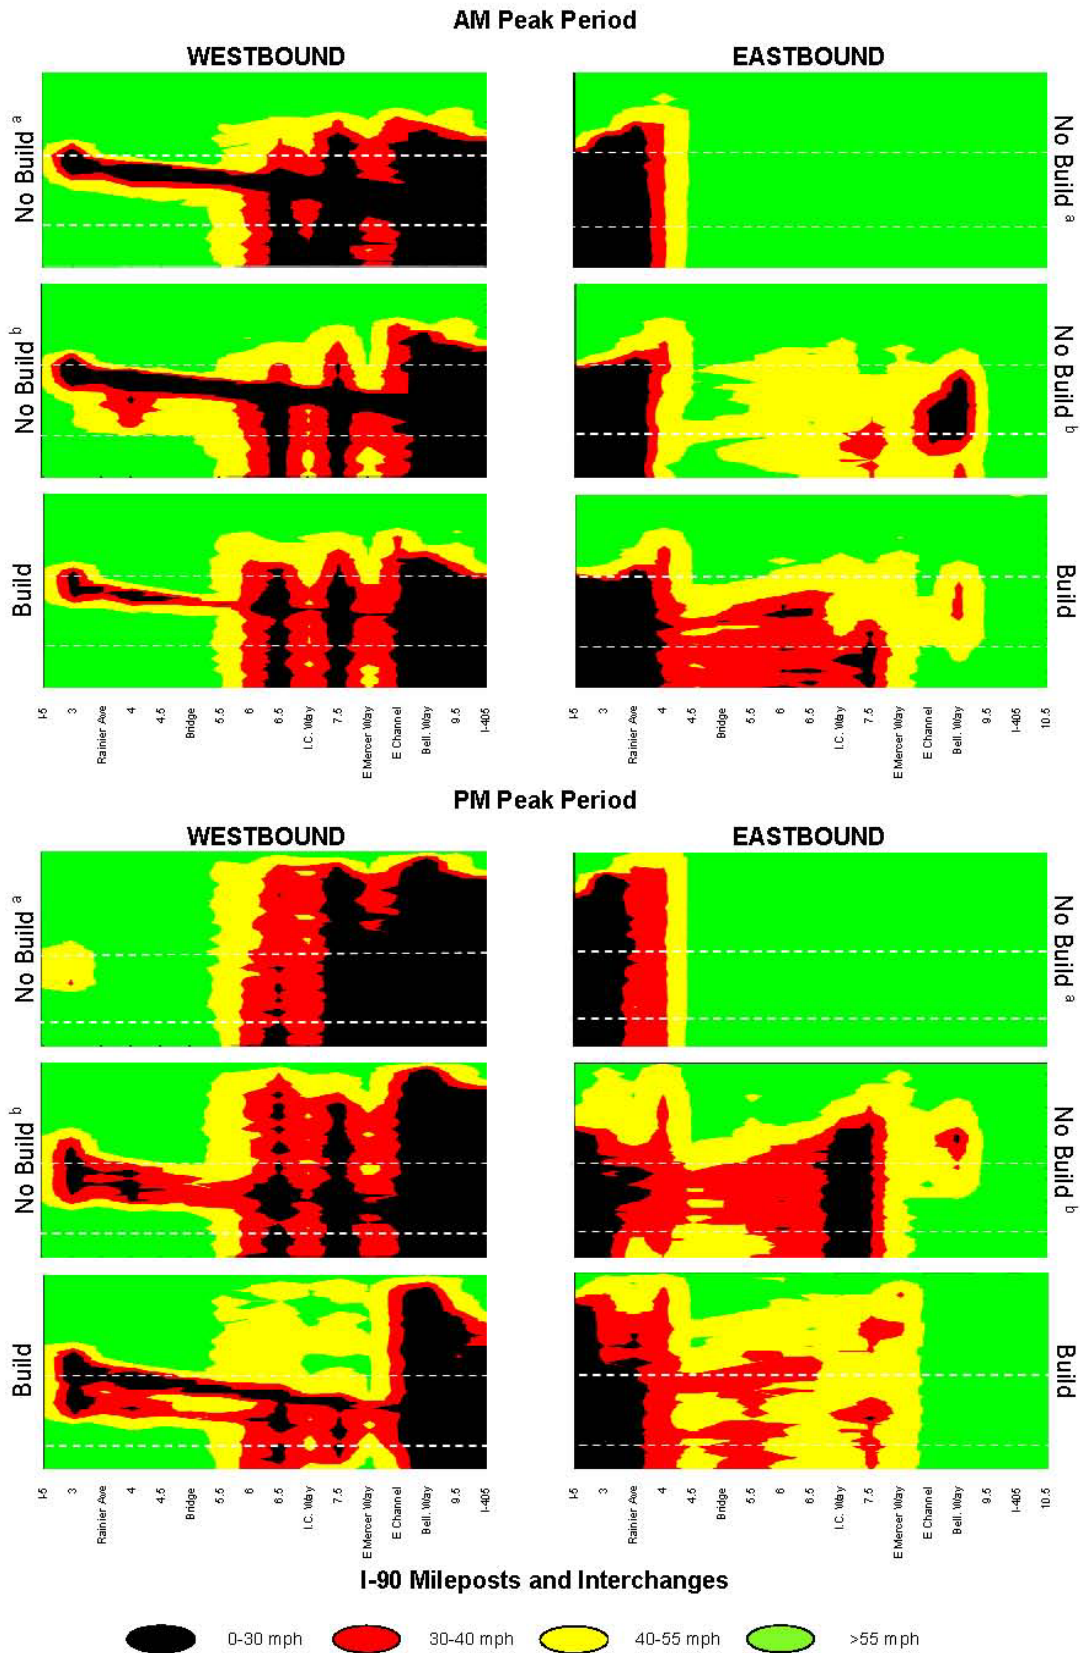 AM Peak Period
WESTBOUND
EASTBOUND
No Build a
No Build a
No Build b
No Build b
Build
Build
I-5
3
Rainier Ave
4
4.5
Bridge
5.5
6
6.5
I.C. Way
7.5
E Mercer Way
E Channel
Bell. Way
9.5
I-405
I-5
3
Rainier Ave
4
4.5
Bridge
5.5
6
6.5
I.C. Way
7.5
E Mercer Way
E Channel
Bell. Way
9.5
I-405
10.5
PM Peak Period
WESTBOUND
EASTBOUND
No Build a
No Build a
No Build b
No Build b
Build
Build
I-5
3
Rainier Ave
4
4.5
Bridge
5.5
6
6.5
I.C. Way
7.5
E Mercer Way
E Channel
Bell. Way
9.5
I-405
I-5
3
Rainier Ave
4
4.5
Bridge
5.5
6
6.5
I.C. Way
7.5
E Mercer Way
E Channel
Bell. Way
9.5
I-405
10.5
I-90 Mileposts and Interchanges
0-30 mph
30-40 mph
40-55 mph
>55 mph